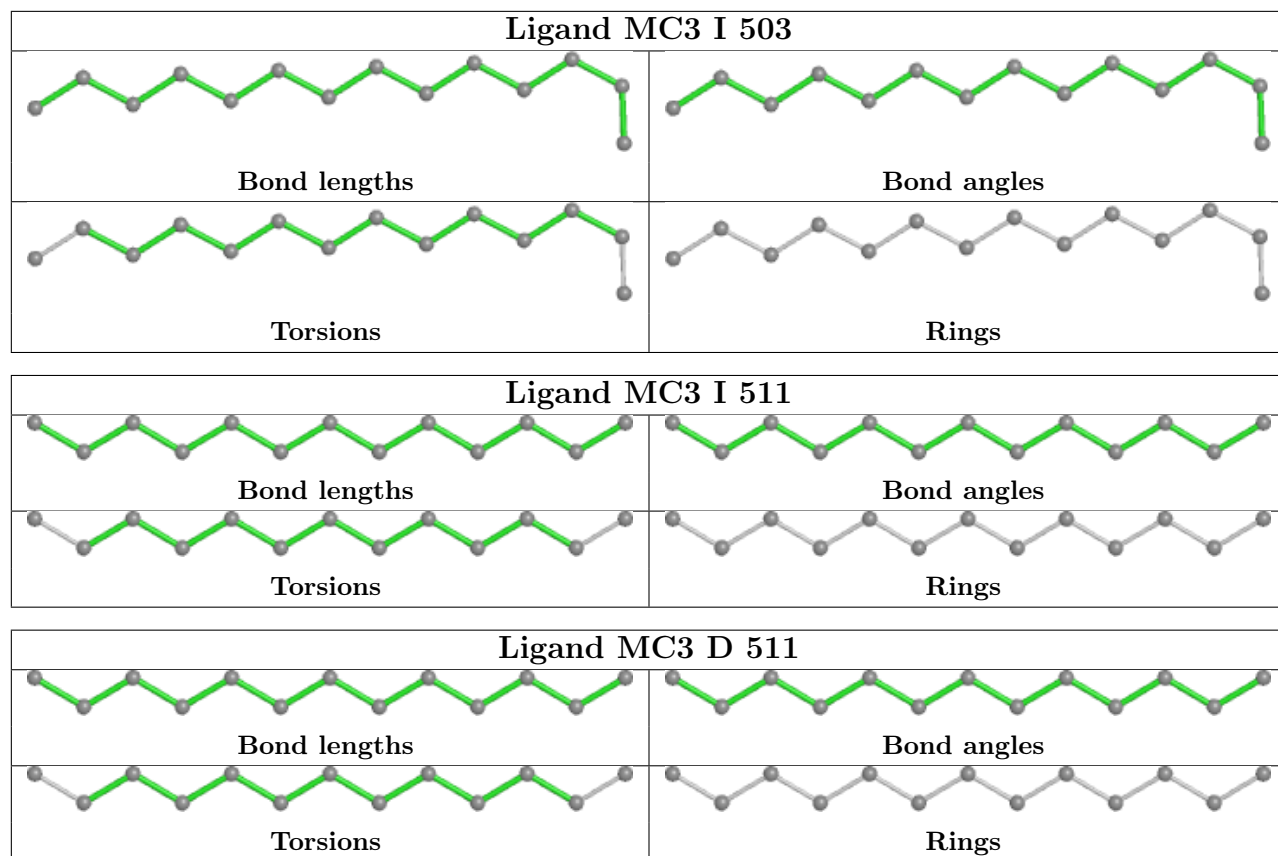 Ligand MC3 I 503
Bond lengths Bond angles
Torsions Rings
Ligand MC3 I 511
Bond lengths Bond angles
Torsions Rings
Ligand MC3 D 511
Bond lengths Bond angles
Torsions Rings